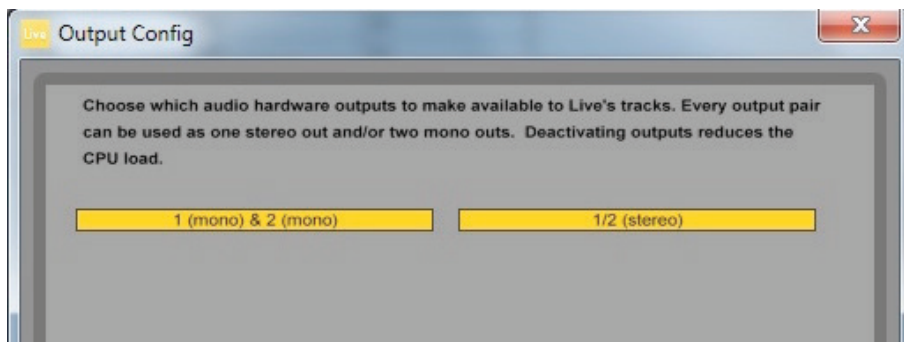 Live Output Config X
Choose which audio hardware outputs to make available to Live's tracks. Every output pair
can be used as one stereo out and/or two mono outs.  Deactivating outputs reduces the
CPU load.
1 (mono) & 2 (mono) 1/2 (stereo)